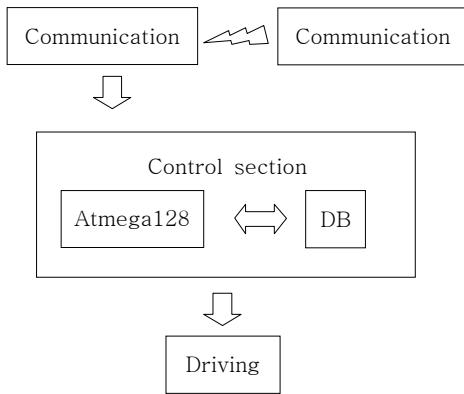 Communication
Communication
Control section
Atmega128
DB
Driving